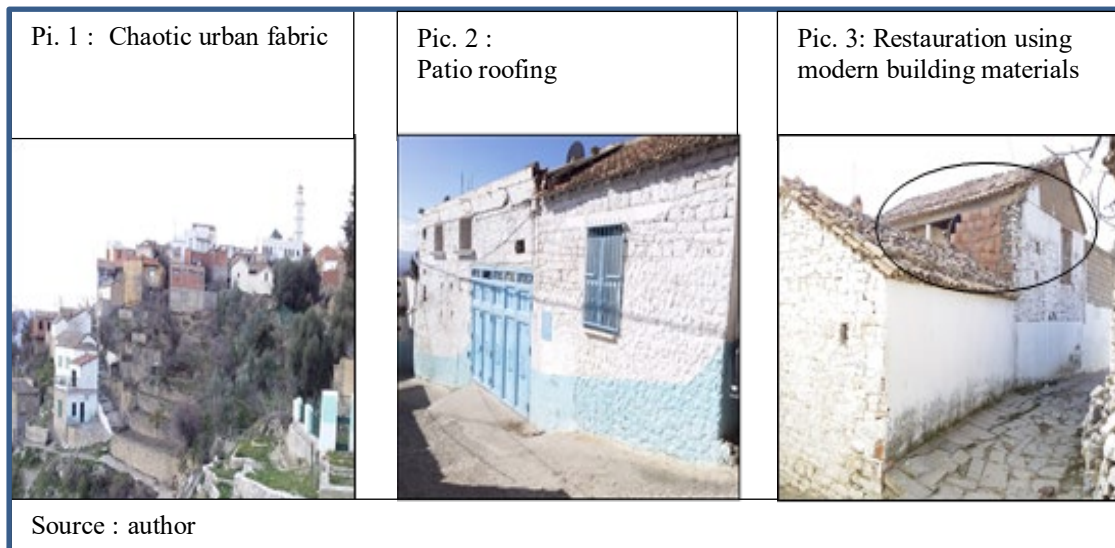 Pi. 1 :  Chaotic urban fabric
Pic. 2 :
Patio roofing
Pic. 3: Restauration using
modern building materials
Source : author